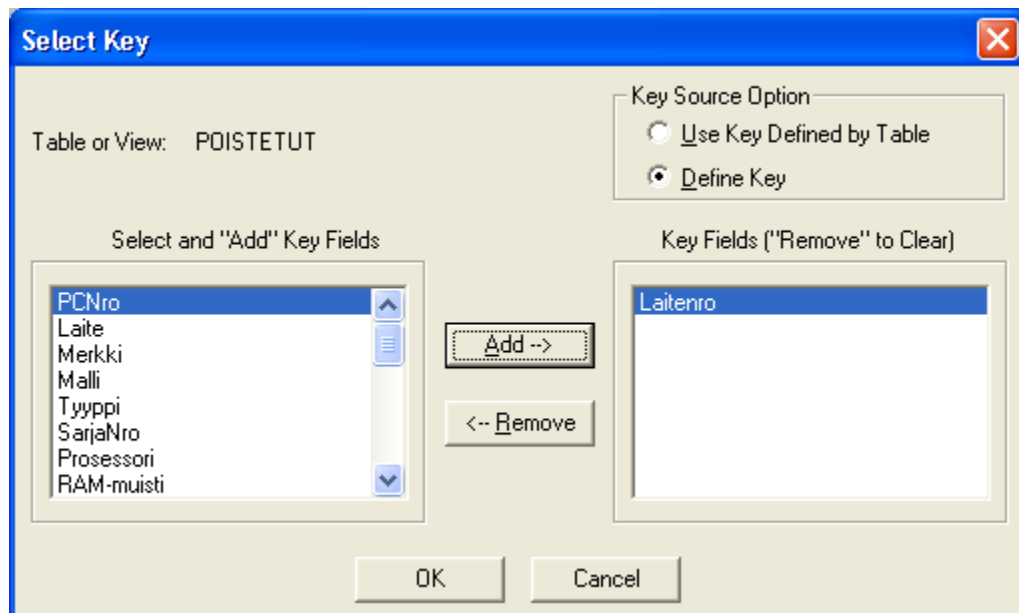 Select Key
Table or View: POISTETUT
Key Source Option
Use Key Defined by Table
Define Key
Select and "Add" Key Fields
PCNro
Laite
Merkki
Malli
Tyyppi
SarjaNro
Prosessori
RAM-muisti
Add -->
<-- Remove
Key Fields ("Remove" to Clear)
Laitenro
OK
Cancel